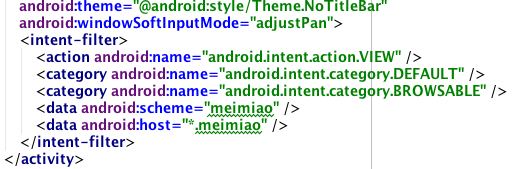 android:theme="@android:style/Theme.NoTitleBar"
android:windowSoftInputMode="adjustPan">
<intent-filter>
<action android:name="android.intent.action.VIEW" />
<category android:name="android.intent.category.DEFAULT" />
<category android:name="android.intent.category.BROWSABLE" />
<data android:scheme="meimiao" />
<data android:host="*.meimiao" />
</intent-filter>
</activity>